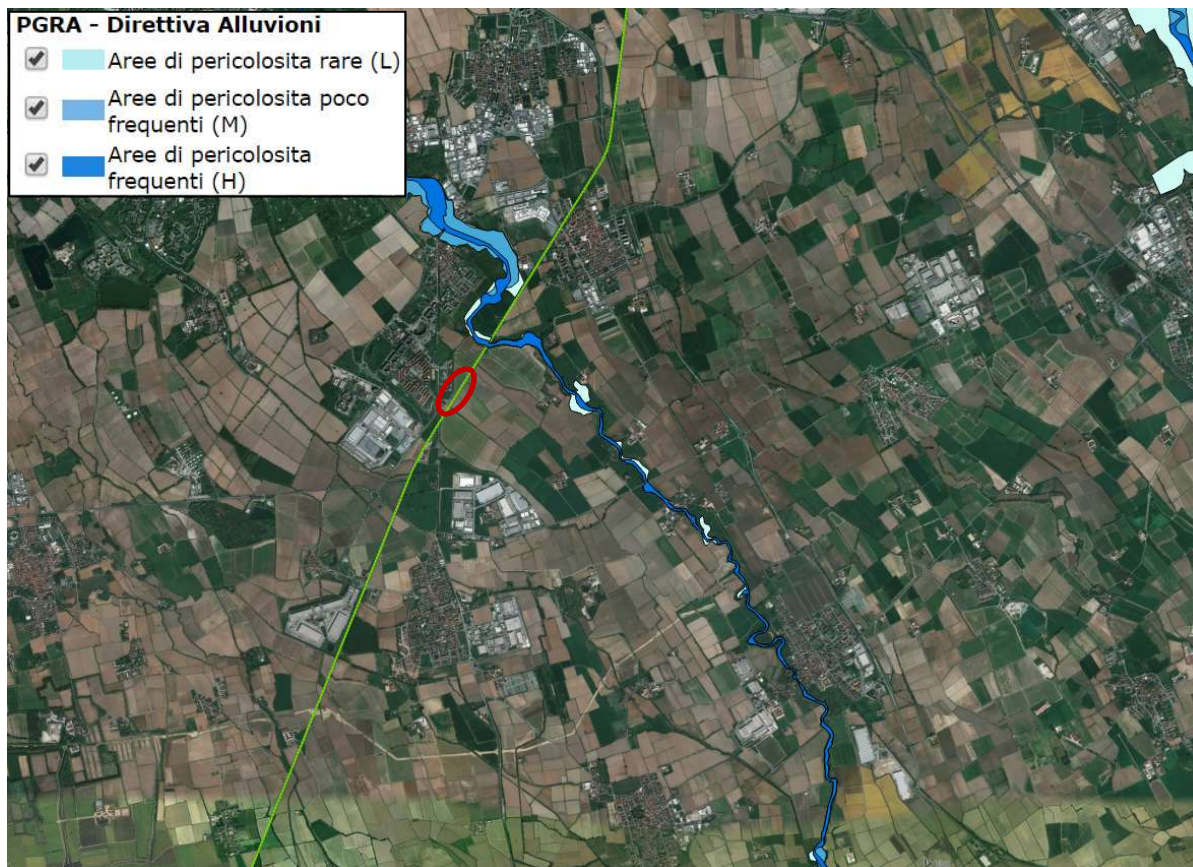 PGRA - Direttiva Alluvioni
Aree di pericolosita rare (L)
Aree di pericolosita poco
frequenti (M)
Aree di pericolosita
frequenti (H)